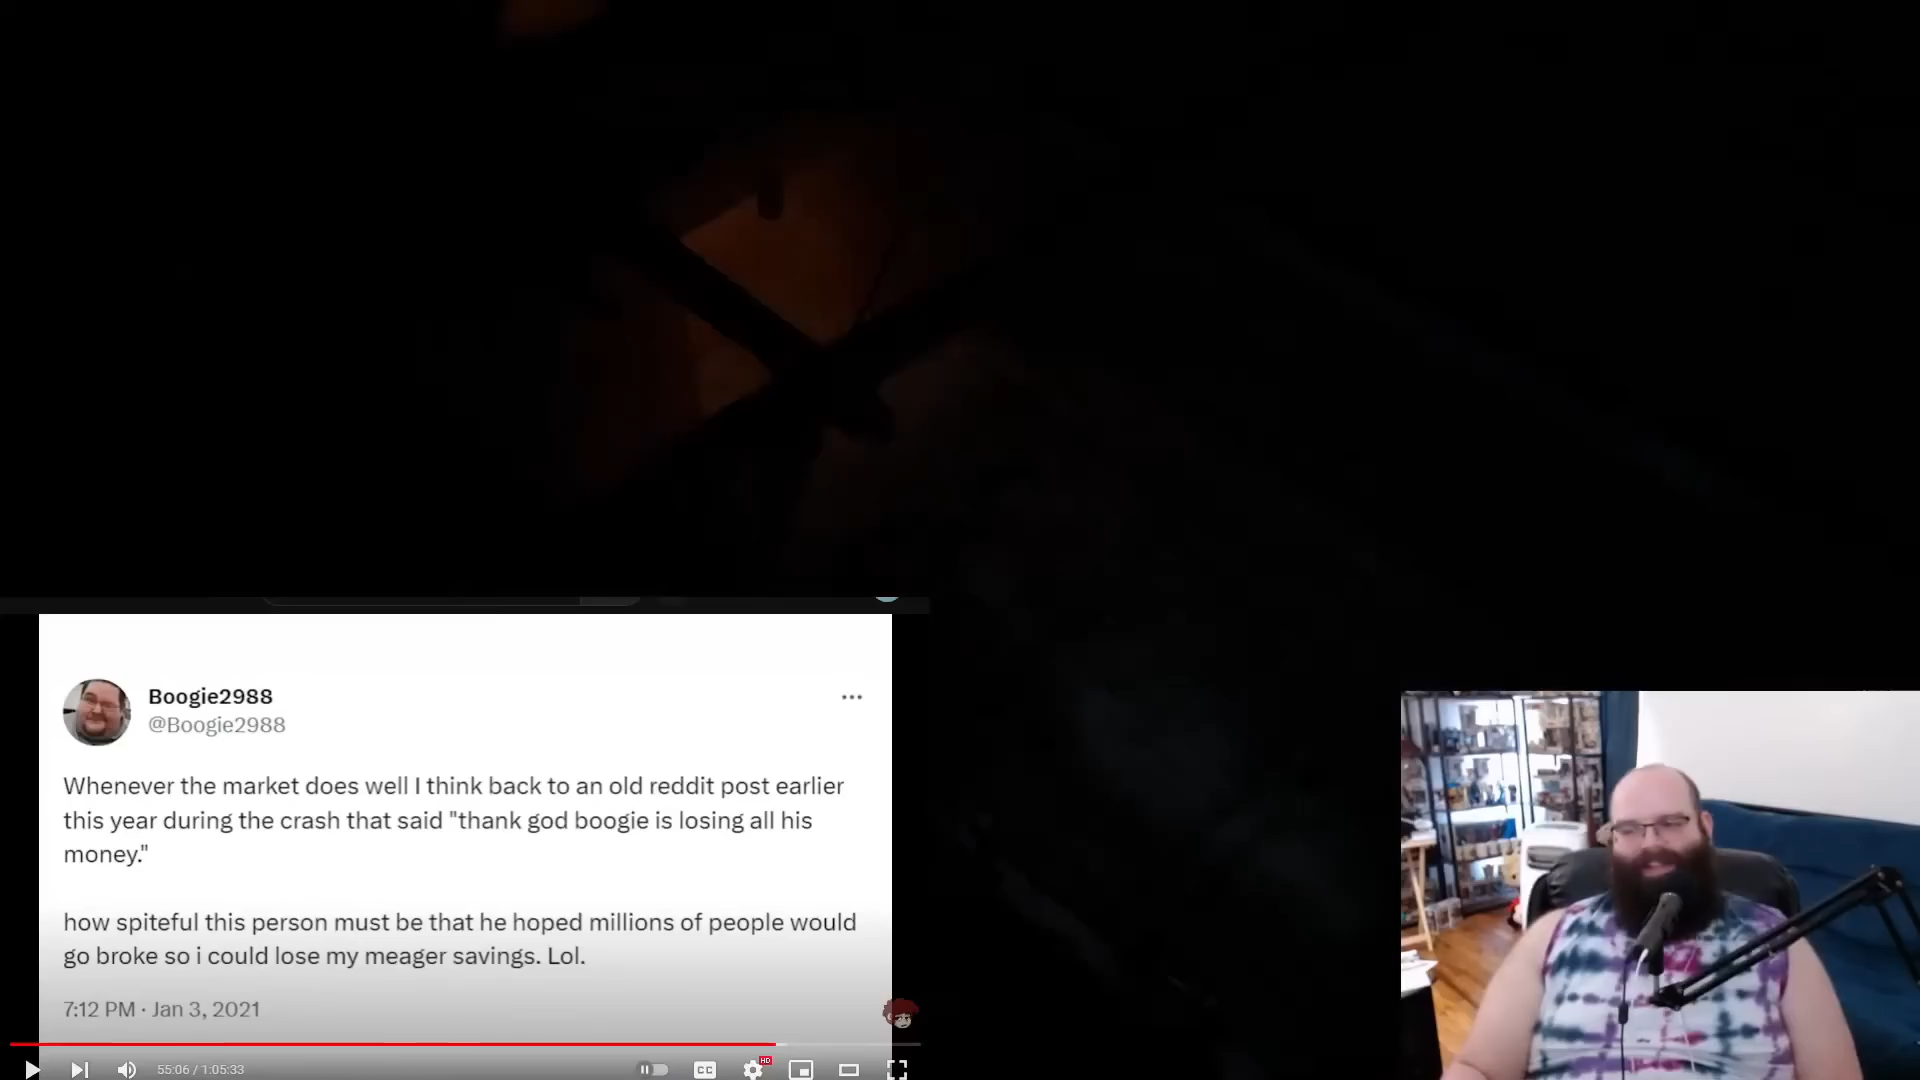 Boogie2988
@Boogie2988
Whenever the market does well I think back to an old reddit post earlier
this year during the crash that said "thank god boogie is losing all his
money."
how spiteful this person must be that he hoped millions of people would
go broke so i could lose my meager savings. Lol.
7:12 PM · Jan 3, 2021
55:06 / 1:05:33
CC
HD